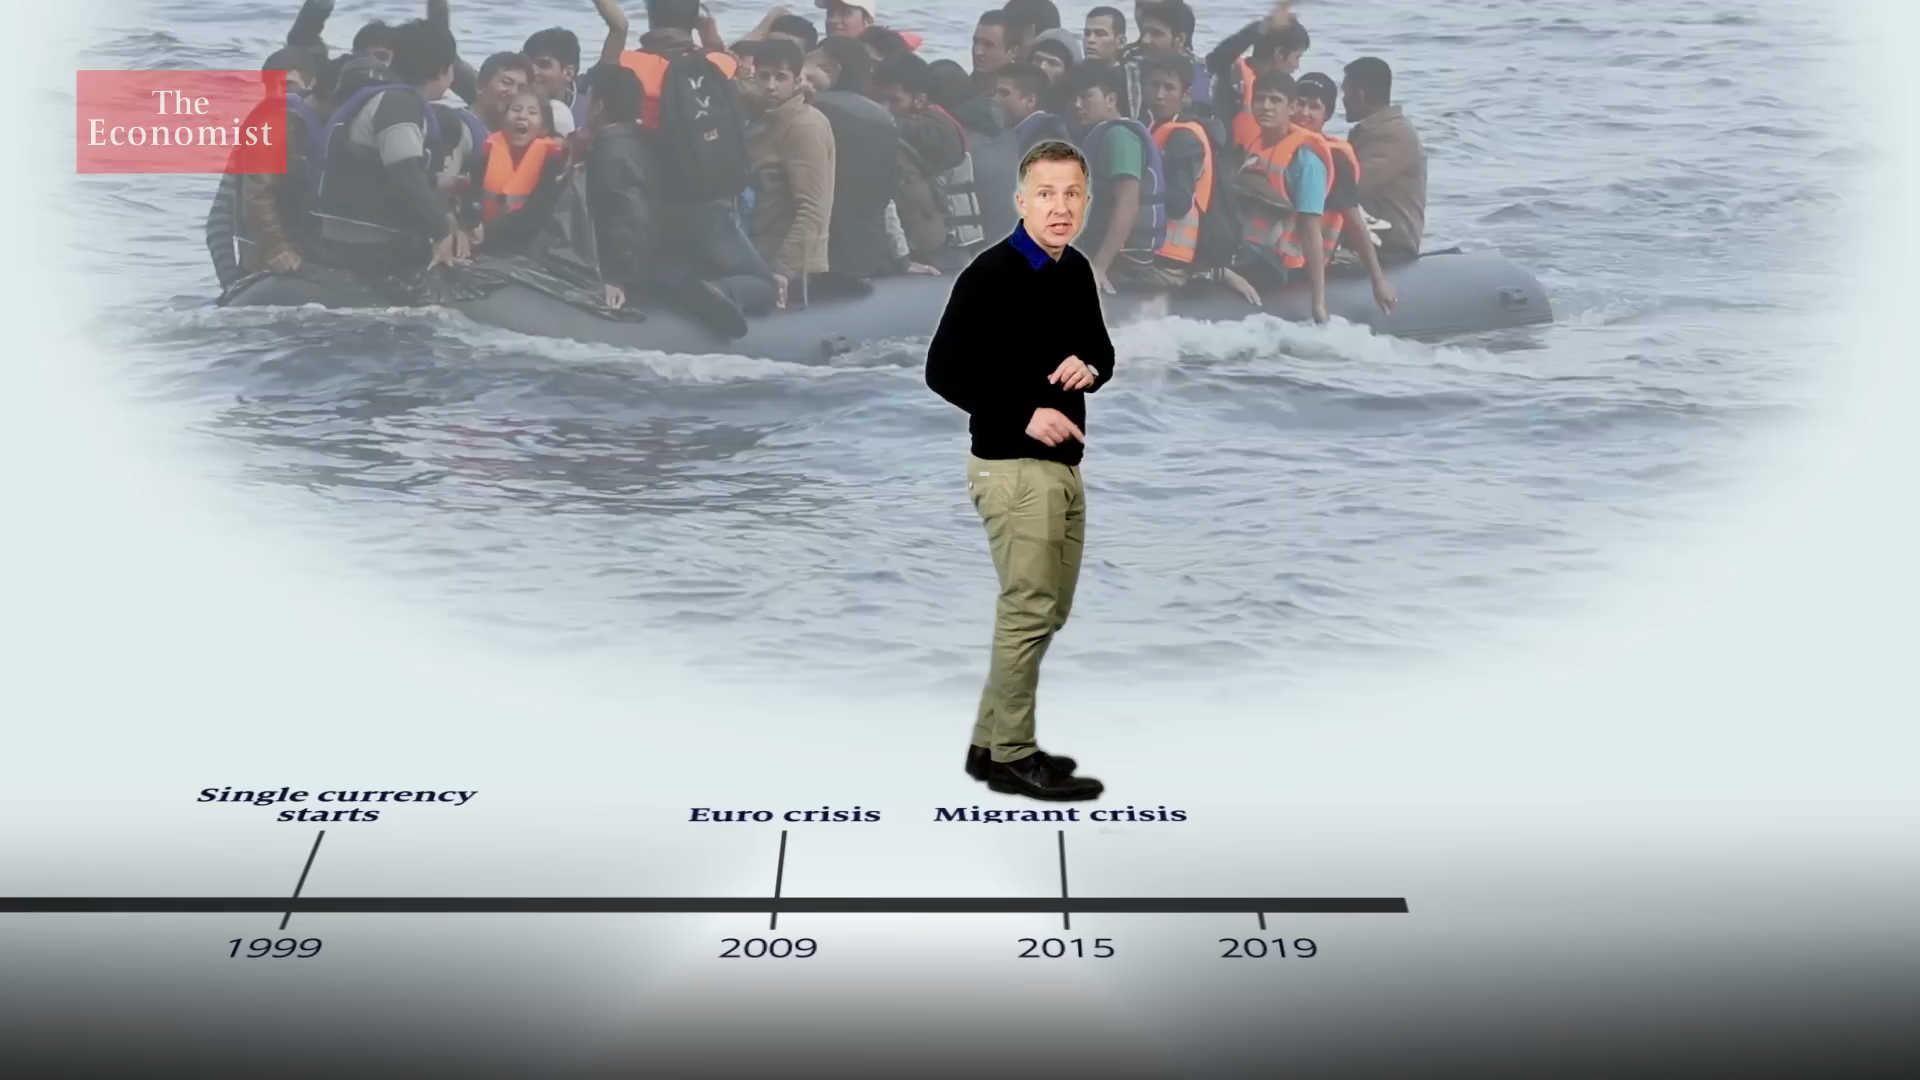 The
Economist
Single currency
starts
Euro crisis
Migrant crisis
1999
2009
2015
2019